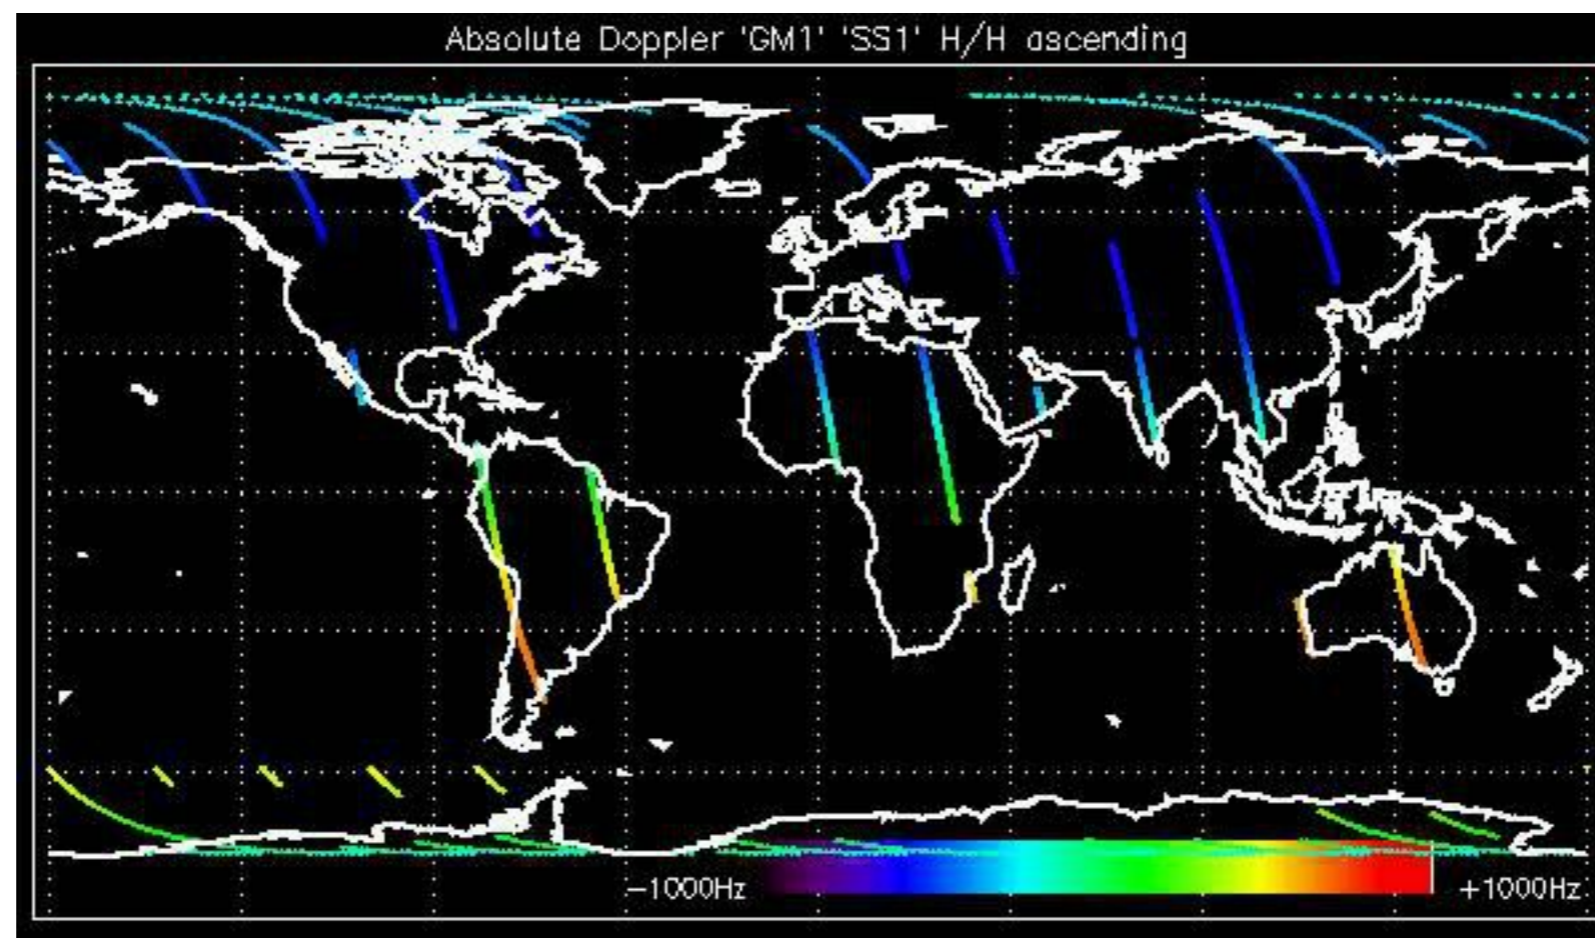 Absolute Doppler 'GM1' 'SS1' H/H ascending
−1000Hz
+1000Hz